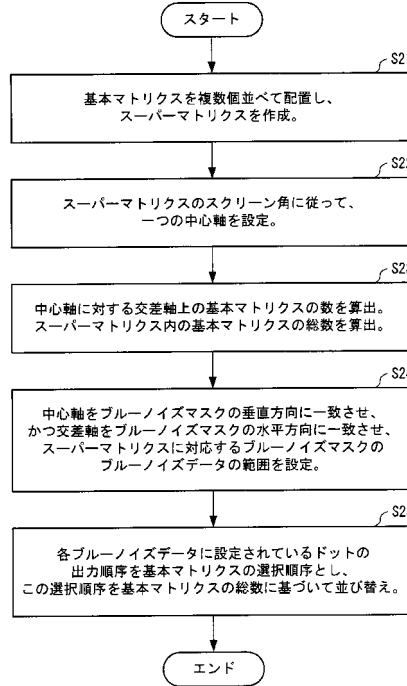 スタート
S21
基本マトリクスを複数個並べて配置し、
スーパーマトリクスを作成。
S22
スーパーマトリクスのスクリーン角に従って、
一つの中心軸を設定。
S23
中心軸に対する交差軸上の基本マトリクスの数を算出。
スーパーマトリクス内の基本マトリクスの総数を算出。
S24
中心軸をブルーノイズマスクの垂直方向に一致させ、
かつ交差軸をブルーノイズマスクの水平方向に一致させ、
スーパーマトリクスに対応するブルーノイズマスクの
ブルーノイズデータの範囲を設定。
S25
各ブルーノイズデータに設定されているドットの
出力順序を基本マトリクスの選択順序とし、
この選択順序を基本マトリクスの総数に基づいて並び替え。
エンド